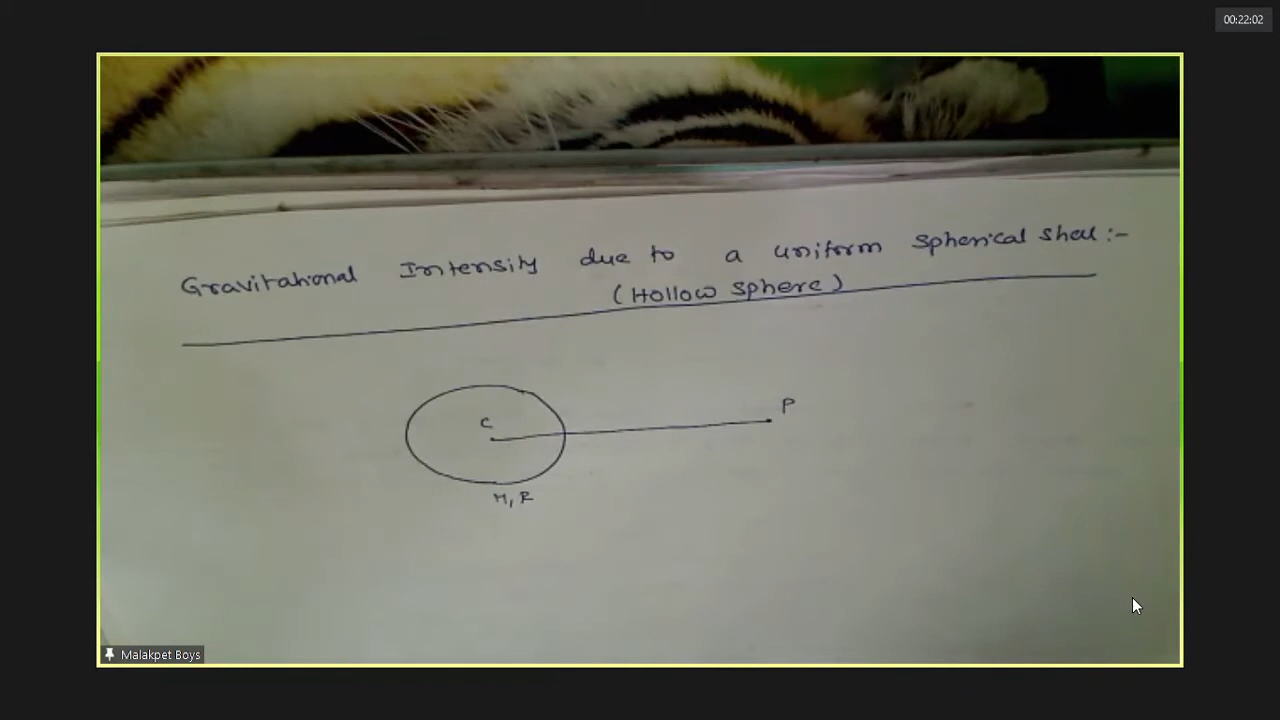 00:22:02
Gravitational Intensity due to a uniform spherical shell :-
(Hollow sphere)
C
P
M, R
Malakpet Boys